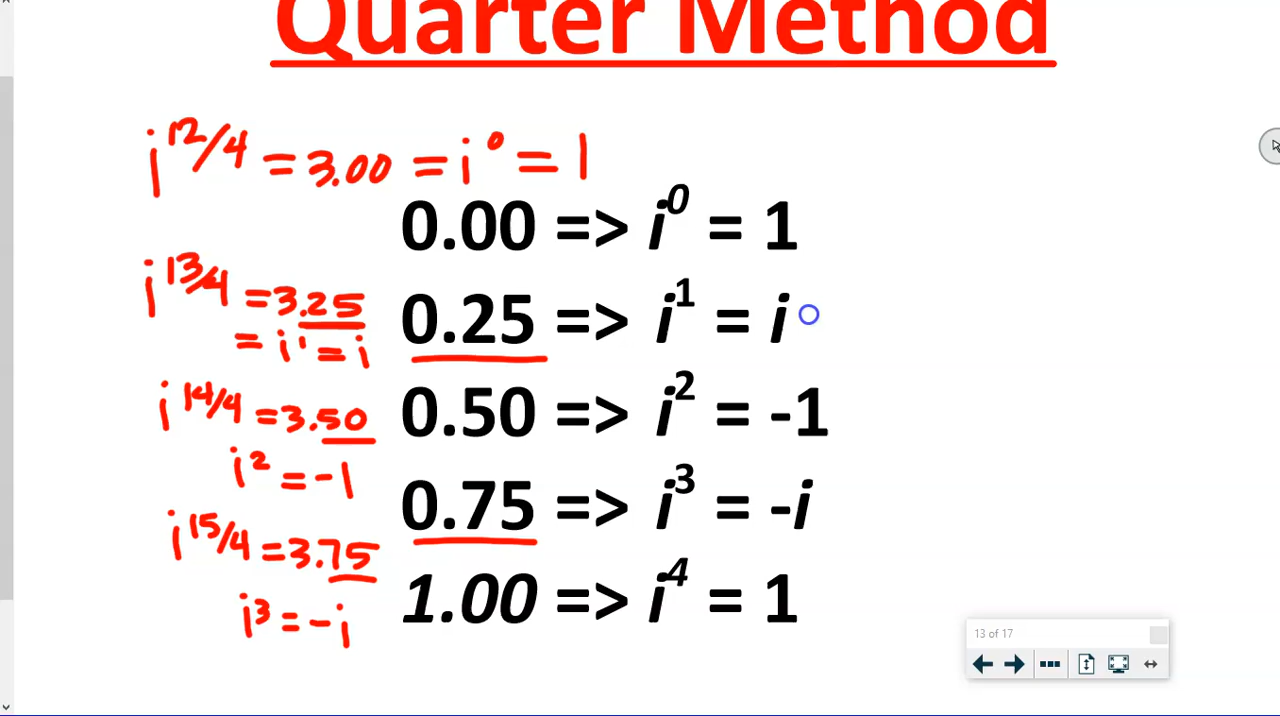 Quarter Method
i^12/4 = 3.00 = i^0 = 1
0.00 => i^0 = 1
i^13/4 = 3.25
= i^1 = i
0.25 => i^1 = i
i^14/4 = 3.50
i^2 = -1
0.50 => i^2 = -1
i^15/4 = 3.75
i^3 = -i
0.75 => i^3 = -i
1.00 => i^4 = 1
13 of 17